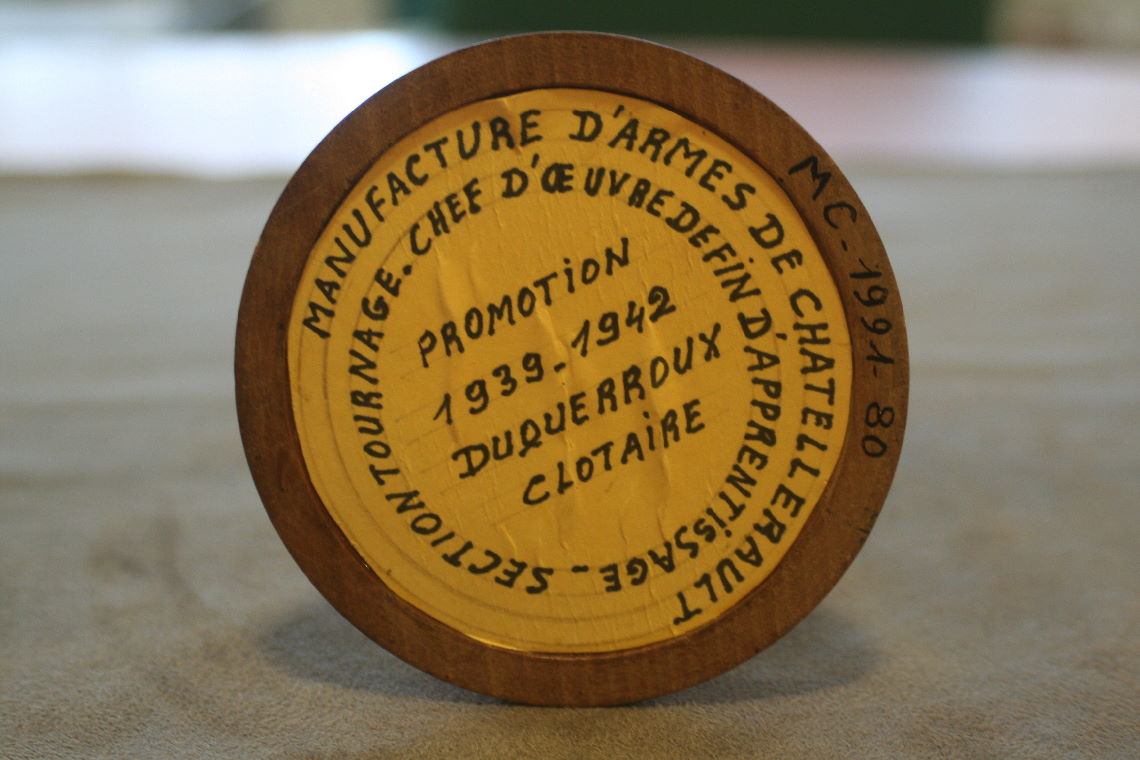 MANUFACTURE D'ARMES DE CHATELLERAULT
CHEF D'ŒUVRE DE FIN D'APPRENTiSSAGE - SECTION TOURNAGE.
PROMOTiON
1939-1942
DUQUERROUX
CLOTAiRE
MC-1991-80